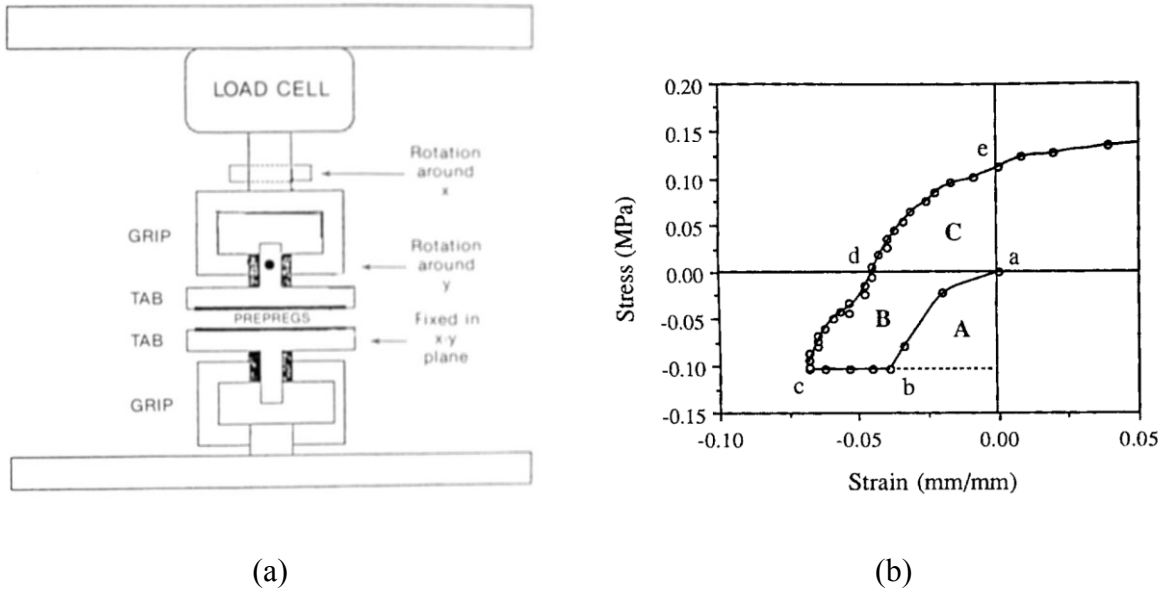 LOAD CELL
Rotation
around
x
GRIP
Rotation
around
y
TAB
PREPREGS
TAB
Fixed in
x-y
plane
GRIP
(a)
Stress (MPa)
0.20
0.15
0.10
0.05
0.00
-0.05
-0.10
-0.15
e
C
d
a
B
A
c
b
-0.10
-0.05
0.00
0.05
Strain (mm/mm)
(b)